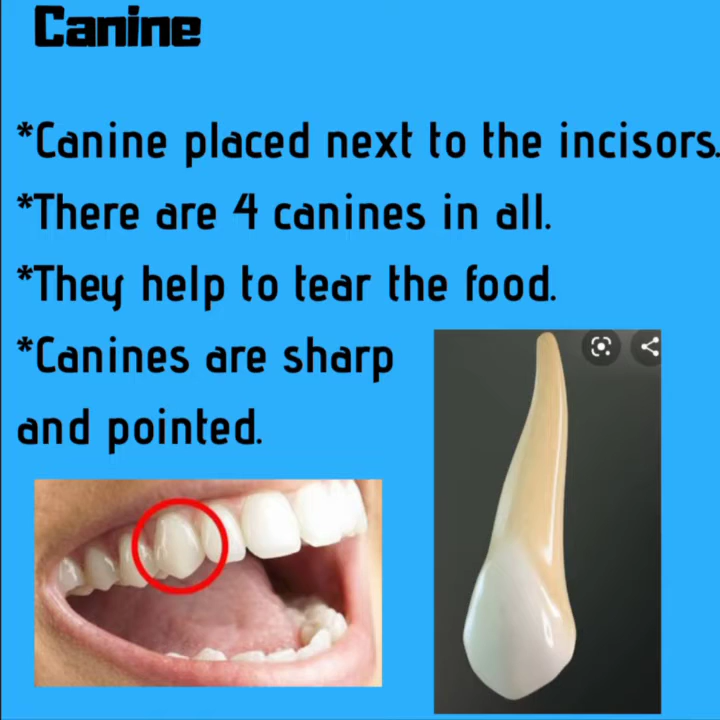 Canine
*Canine placed next to the incisors.
*There are 4 canines in all.
*They help to tear the food.
*Canines are sharp
and pointed.